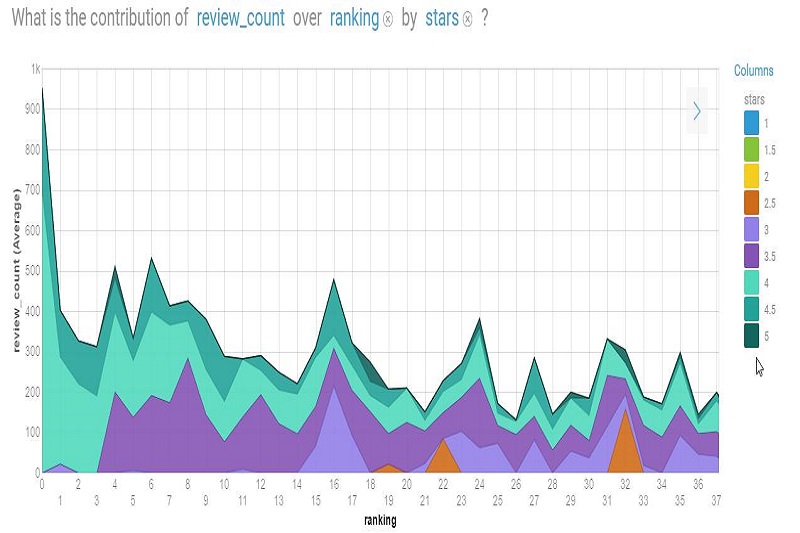 What is the contribution of review_count over ranking by stars ?
Columns
stars
1
1.5
2
2.5
3
3.5
4
4.5
5
review_count (Average)
1k
900
800
700
600
500
400
300
200
100
0
0 2 4 6 8 10 12 14 16 18 20 22 24 26 28 30 32 34 36
1 3 5 7 9 11 13 15 17 19 21 23 25 27 29 31 33 35 37
ranking